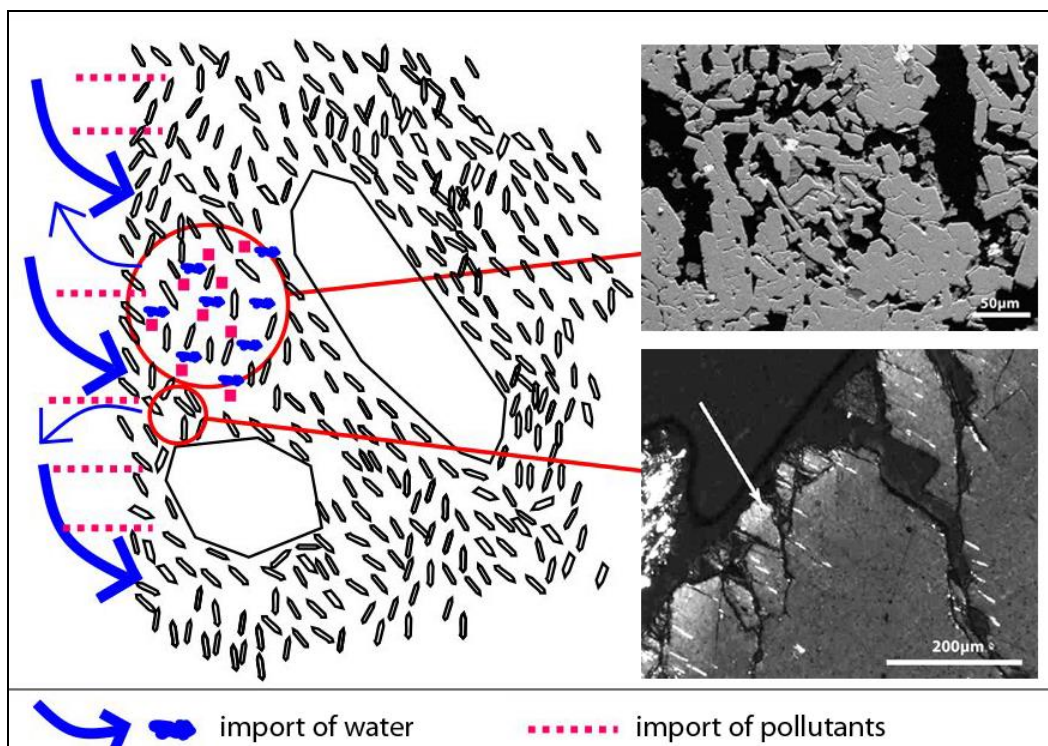 50µm
200µm
import of water
import of pollutants